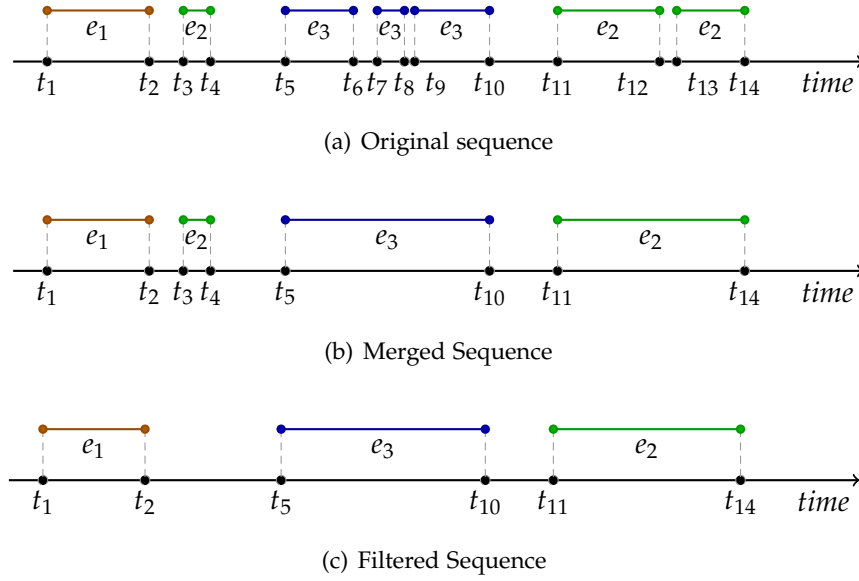 e₁ e₂ e₃ e₃ e₃ e₂ e₂
t₁ t₂ t₃ t₄ t₅ t₆ t₇ t₈ t₉ t₁₀ t₁₁ t₁₂ t₁₃ t₁₄ time
(a) Original sequence
e₁ e₂ e₃ e₂
t₁ t₂ t₃ t₄ t₅ t₁₀ t₁₁ t₁₄ time
(b) Merged Sequence
e₁ e₃ e₂
t₁ t₂ t₅ t₁₀ t₁₁ t₁₄ time
(c) Filtered Sequence